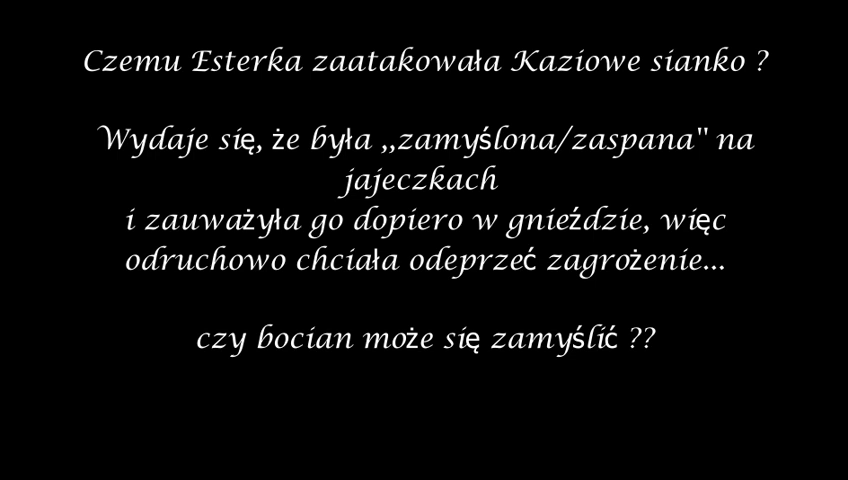 Czemu Esterka zaatakowała Kaziowe sianko ?
Wydaje się, że była ,,zamyślona/zaspana" na
jajeczkach
i zauważyła go dopiero w gnieździe, więc
odruchowo chciała odeprzeć zagrożenie...
czy bocian może się zamyślić ??